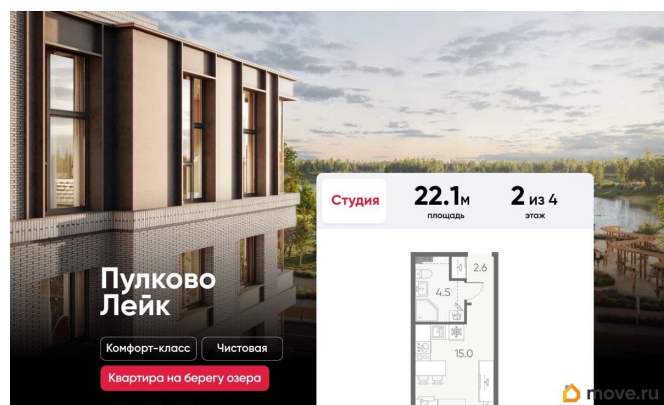 Студия
22.1м
площадь
2 из 4
этаж
2.6
4.5
15.0
Пулково
Лейк
Комфорт-класс
Чистовая
Квартира на берегу озера
move.ru